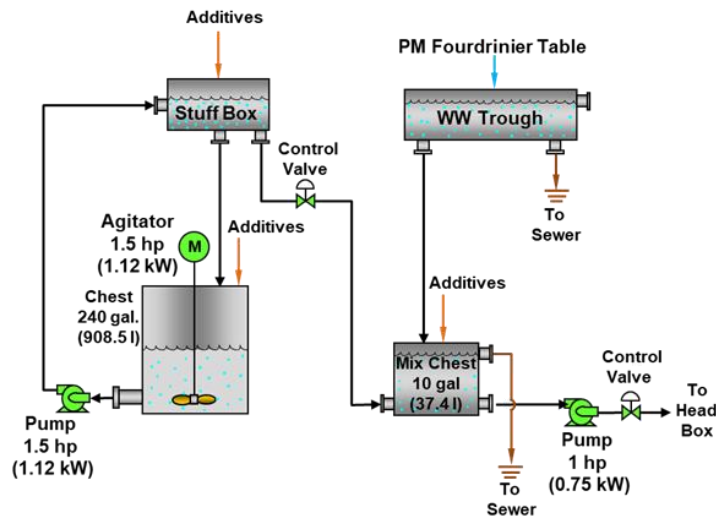 Additives
Stuff Box
PM Fourdrinier Table
WW Trough
Control
Valve
To
Sewer
Agitator
1.5 hp
(1.12 kW)
M
Additives
Chest
240 gal.
(908.5 l)
Pump
1.5 hp
(1.12 kW)
Additives
Mix Chest
10 gal
(37.4 l)
To
Sewer
Pump
1 hp
(0.75 kW)
Control
Valve
To
Head
Box